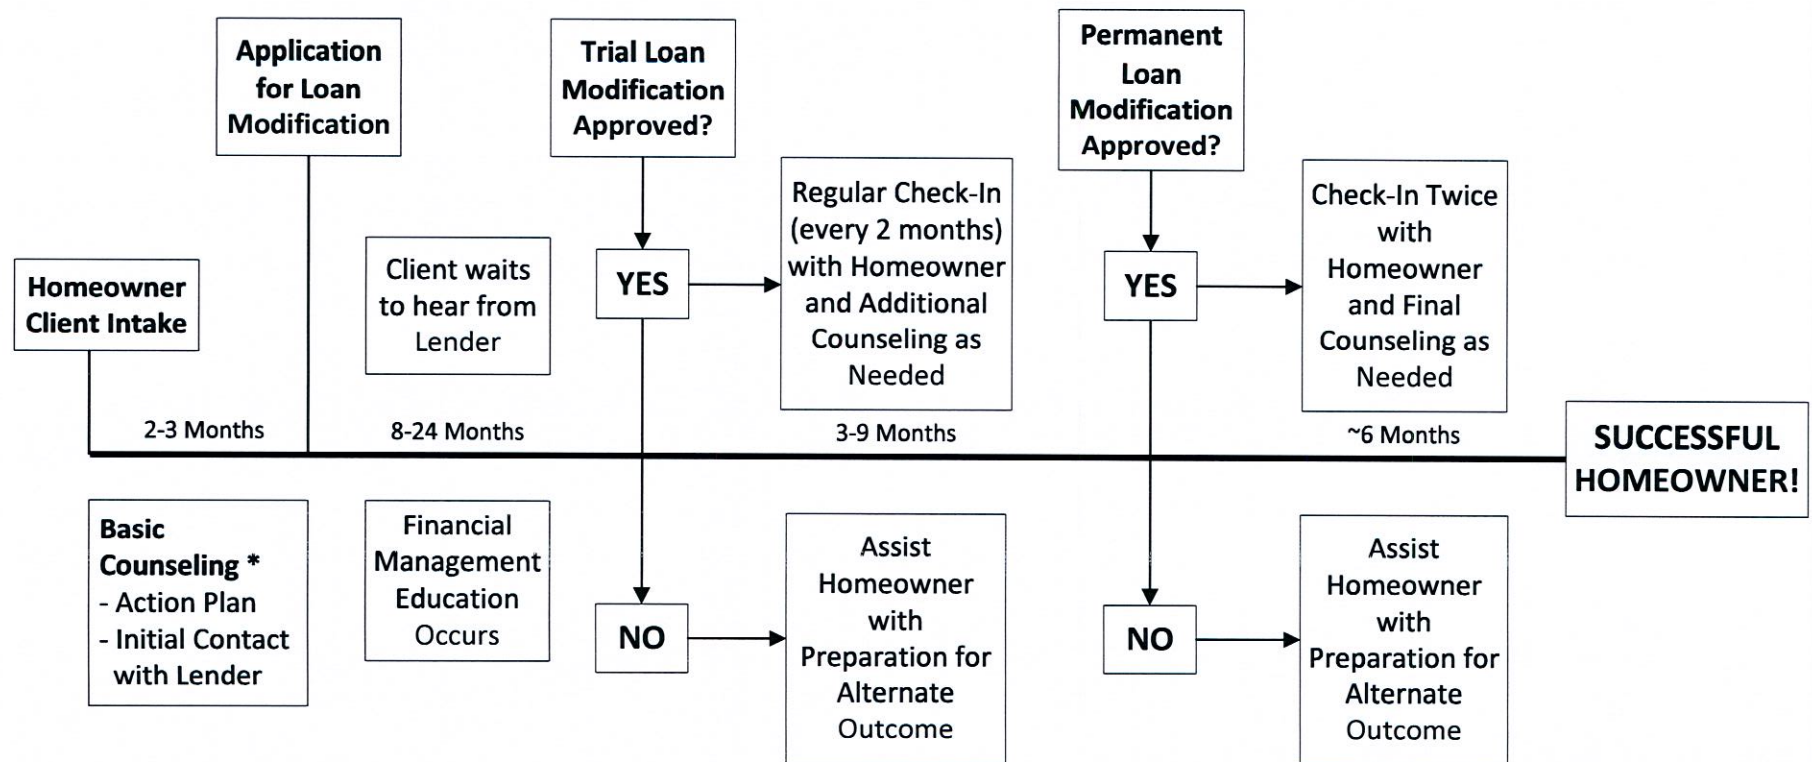 Application
for Loan
Modification
Trial Loan
Modification
Approved?
Permanent
Loan
Modification
Approved?
Homeowner
Client Intake
Client waits
to hear from
Lender
YES
Regular Check-In
(every 2 months)
with Homeowner
and Additional
Counseling as
Needed
YES
Check-In Twice
with
Homeowner
and Final
Counseling as
Needed
2-3 Months
8-24 Months
3-9 Months
~6 Months
SUCCESSFUL
HOMEOWNER!
Basic
Counseling *
- Action Plan
- Initial Contact
with Lender
Financial
Management
Education
Occurs
NO
Assist
Homeowner
with
Preparation for
Alternate
Outcome
NO
Assist
Homeowner
with
Preparation for
Alternate
Outcome